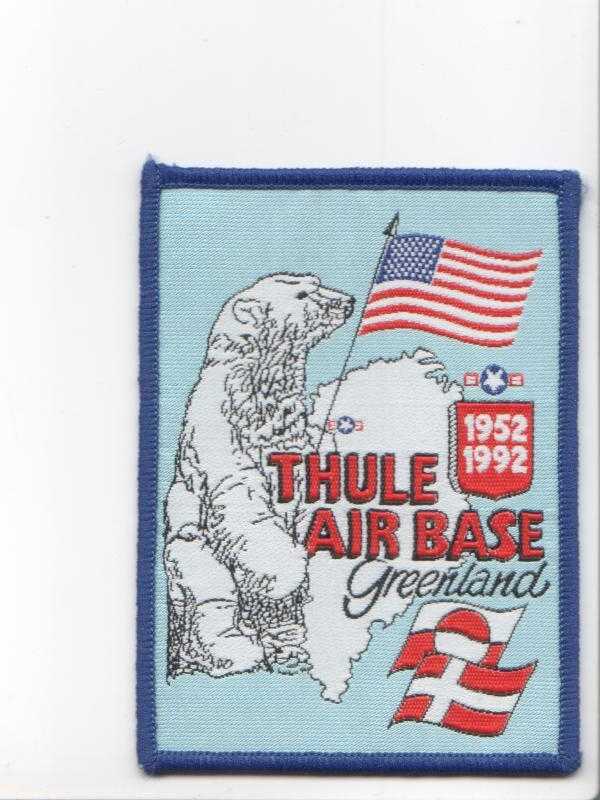 1952
1992
THULE
AIR BASE
Greenland